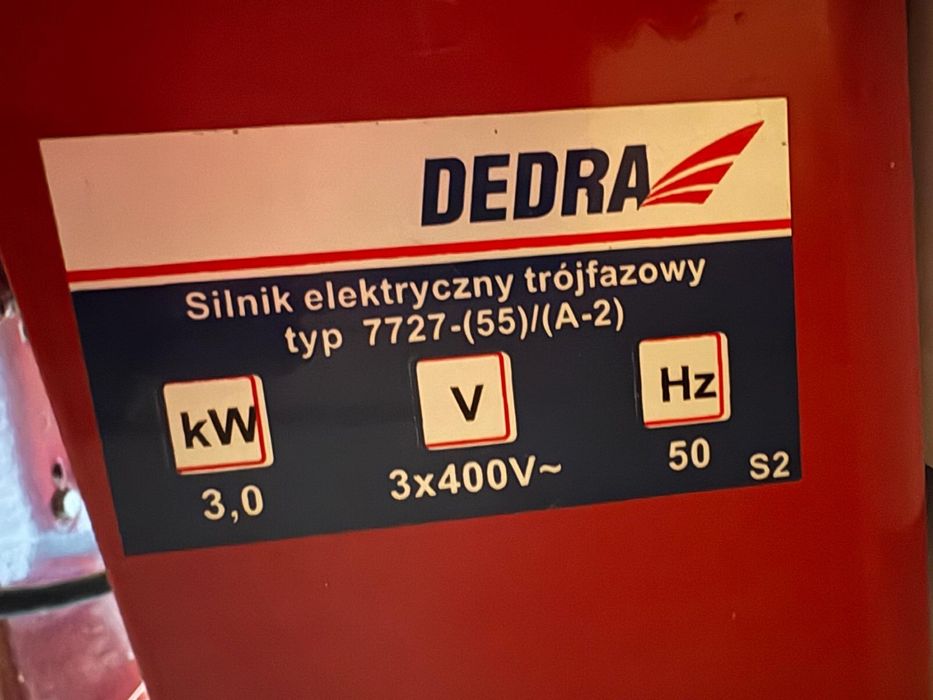 DEDRA
Silnik elektryczny trójfazowy
typ 7727-(55)/(A-2)
kW V Hz
3,0 3x400V~ 50 S2